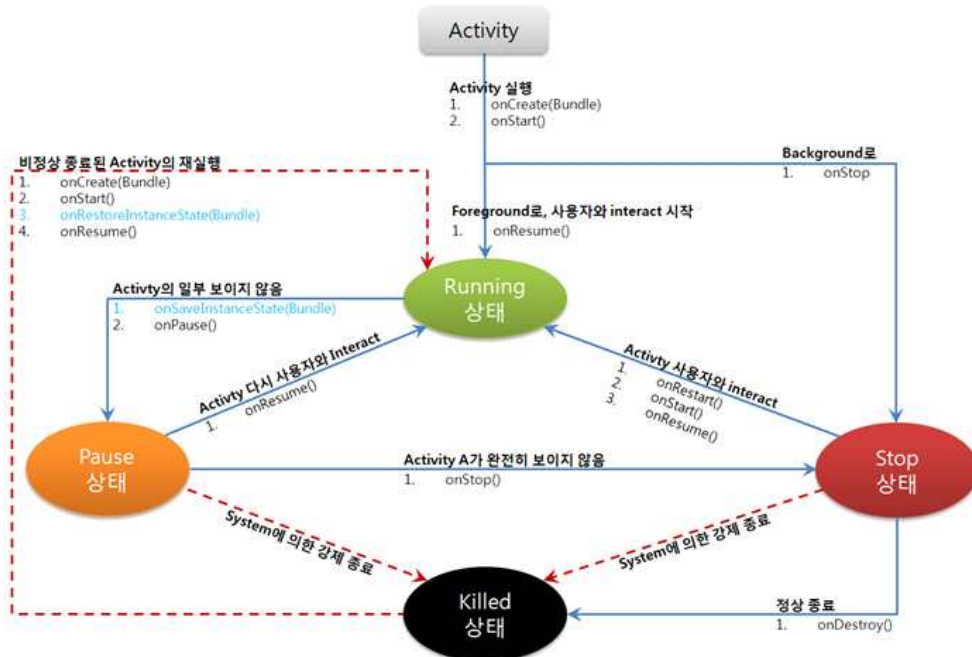 Activity
Activity 실행
1. onCreate(Bundle)
2. onStart()
비정상 종료된 Activity의 재실행
1. onCreate(Bundle)
2. onStart()
3. onRestoreInstanceState(Bundle)
4. onResume()
Background로
1. onStop
Foreground로, 사용자와 interact 시작
1. onResume()
Running
상태
Activty의 일부 보이지 않음
1. onSaveInstanceState(Bundle)
2. onPause()
Activty 다시 사용자와 Interact
1. onResume()
Activty 사용자와 interact
1. onRestart()
2. onStart()
3. onResume()
Pause
상태
Activity A가 완전히 보이지 않음
1. onStop()
Stop
상태
System에 의한 강제 종료
System에 의한 강제 종료
Killed
상태
정상 종료
1. onDestroy()